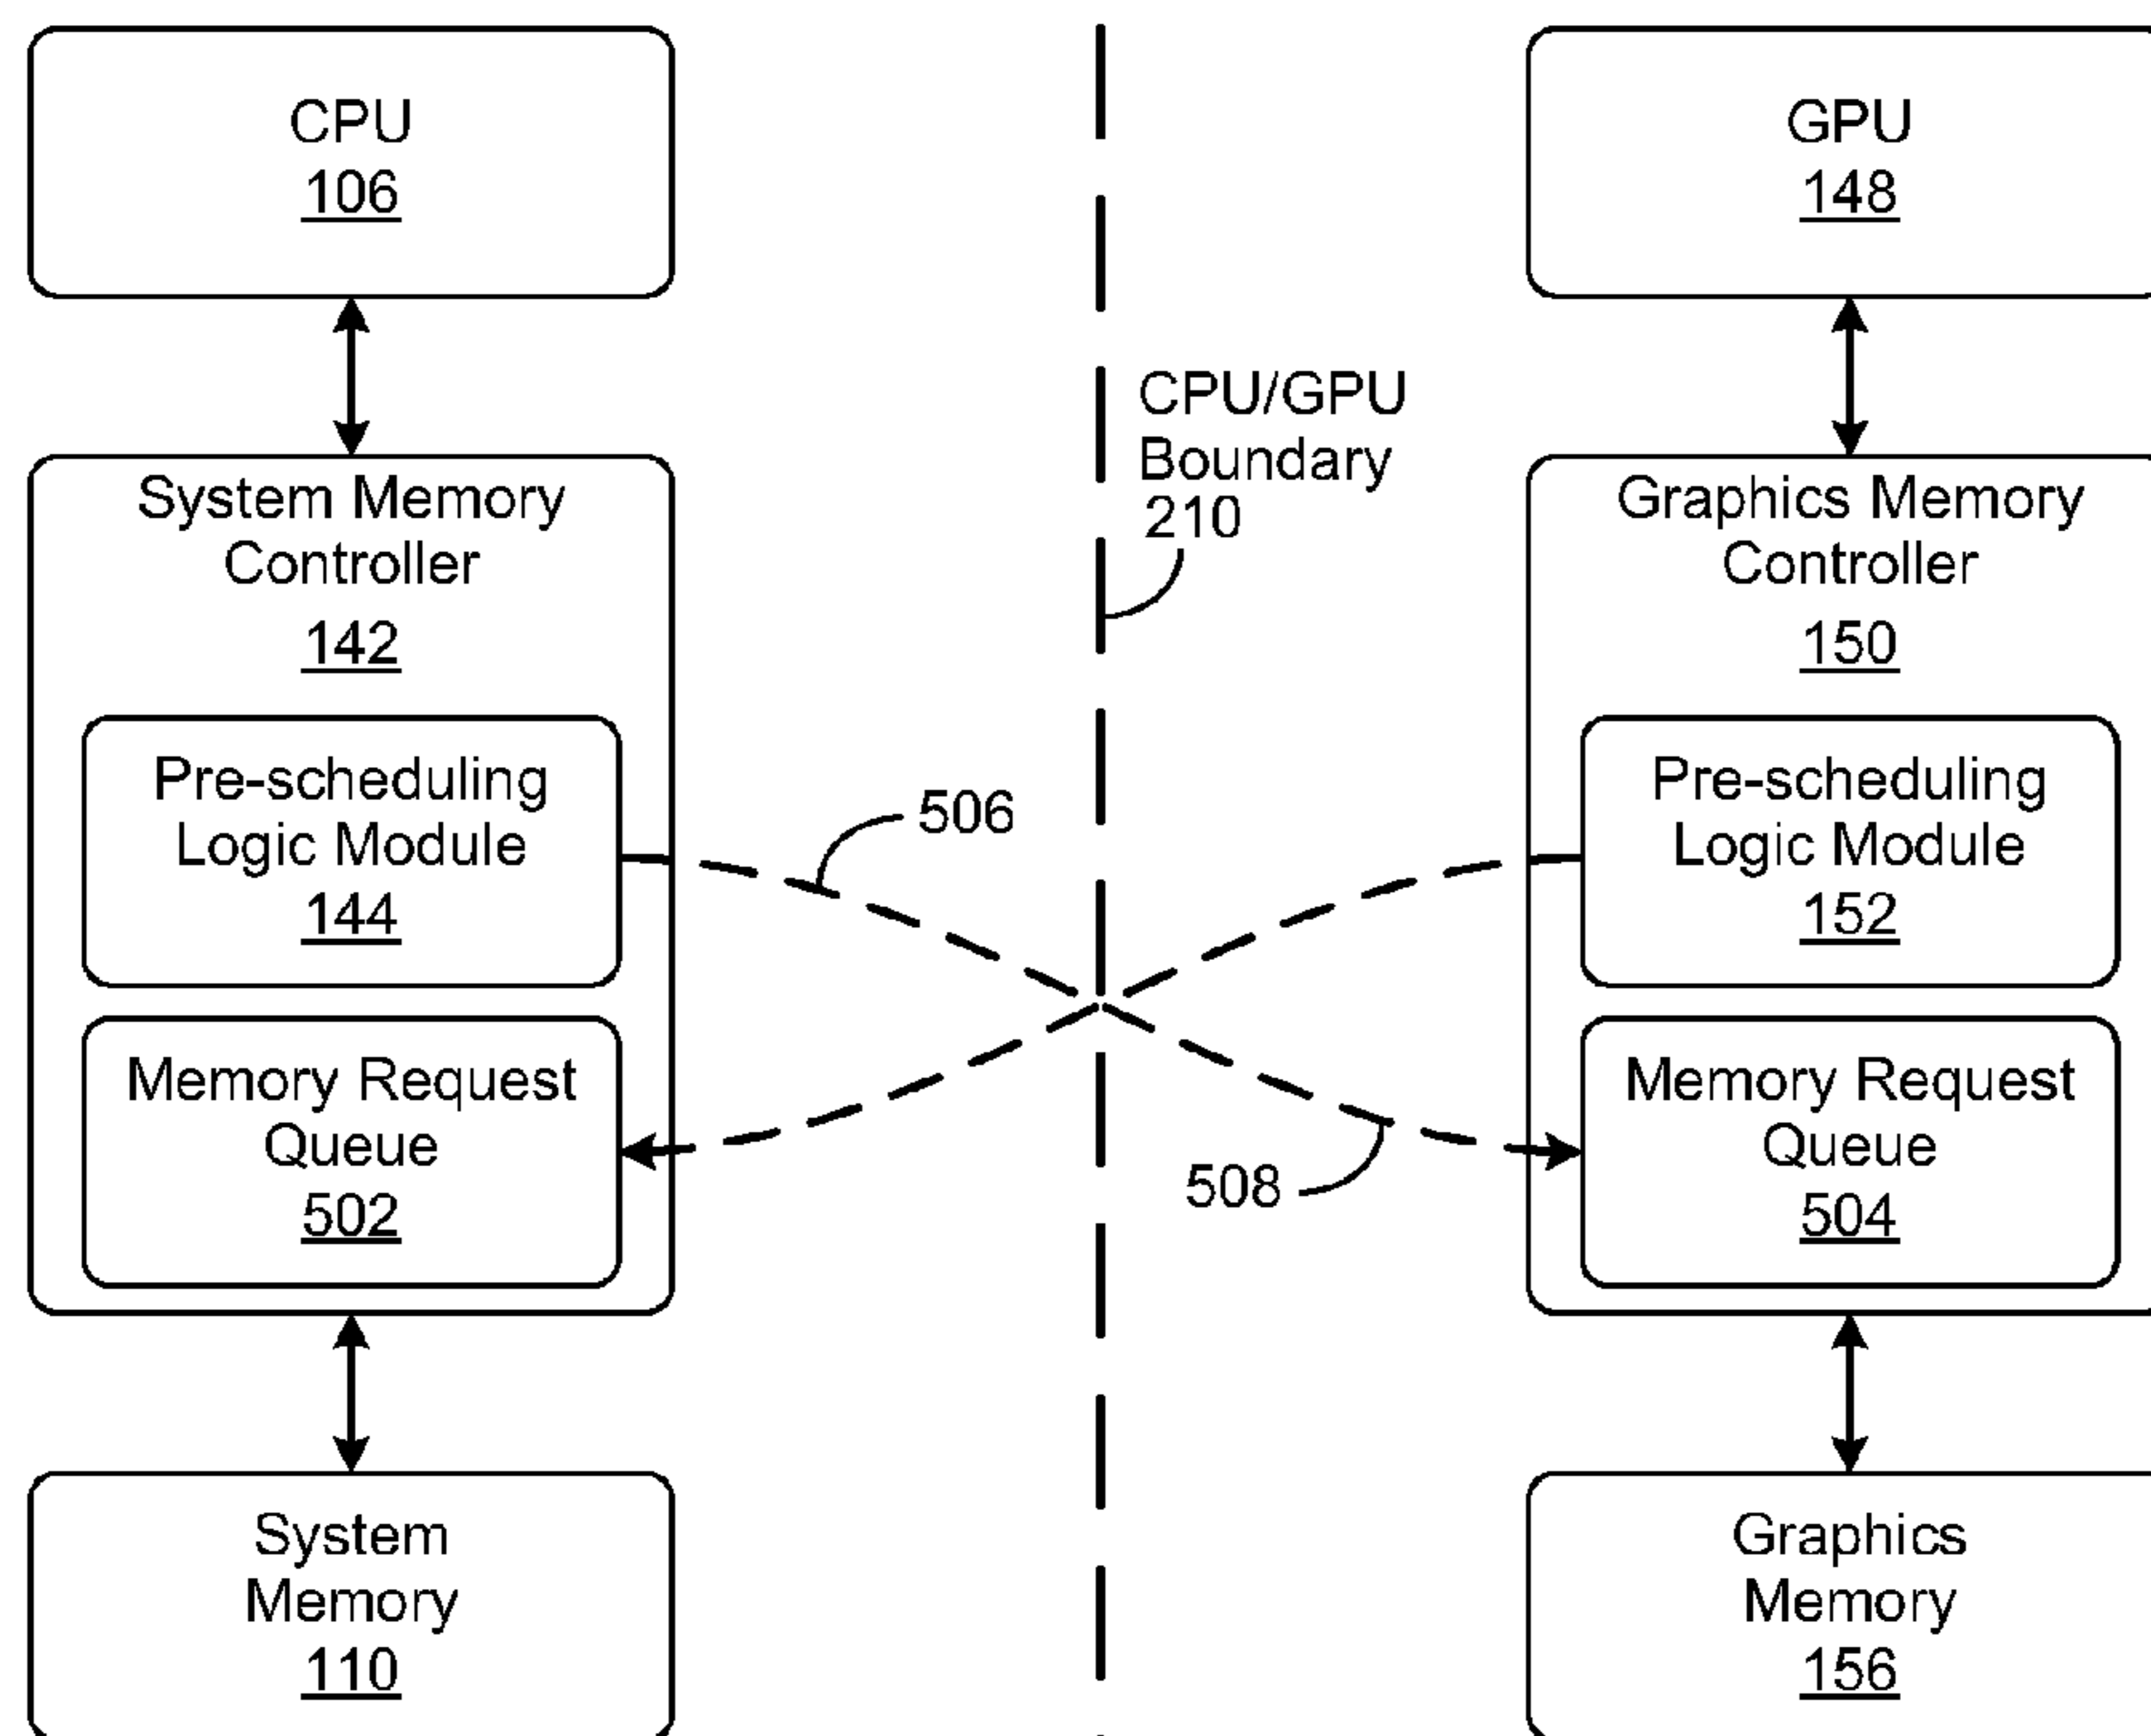 CPU
106
GPU
148
CPU/GPU
Boundary
210
System Memory
Controller
142
Graphics Memory
Controller
150
Pre-scheduling
Logic Module
144
506
Pre-scheduling
Logic Module
152
Memory Request
Queue
502
508
Memory Request
Queue
504
System
Memory
110
Graphics
Memory
156